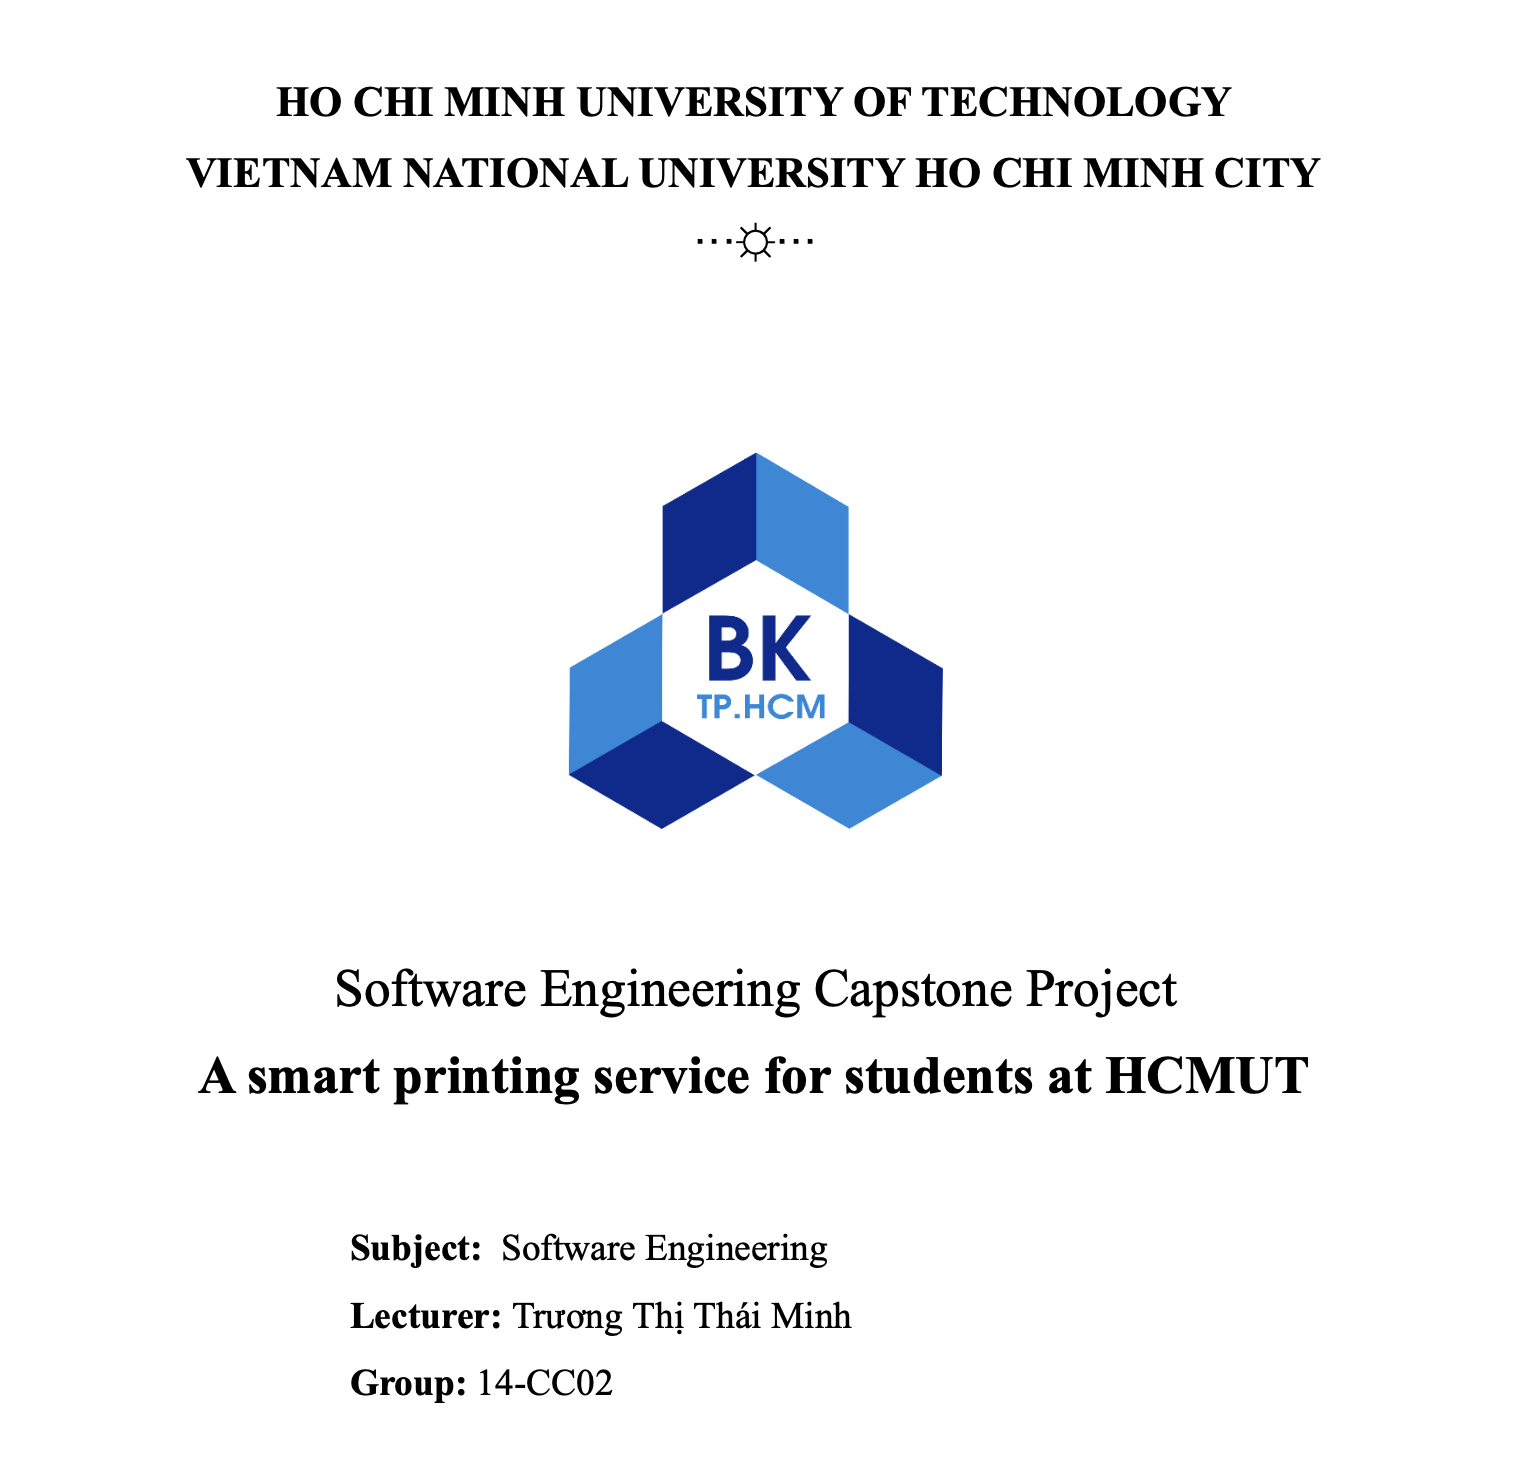 HO CHI MINH UNIVERSITY OF TECHNOLOGY
VIETNAM NATIONAL UNIVERSITY HO CHI MINH CITY
BK
TP.HCM
Software Engineering Capstone Project
A smart printing service for students at HCMUT
Subject: Software Engineering
Lecturer: Trương Thị Thái Minh
Group: 14-CC02